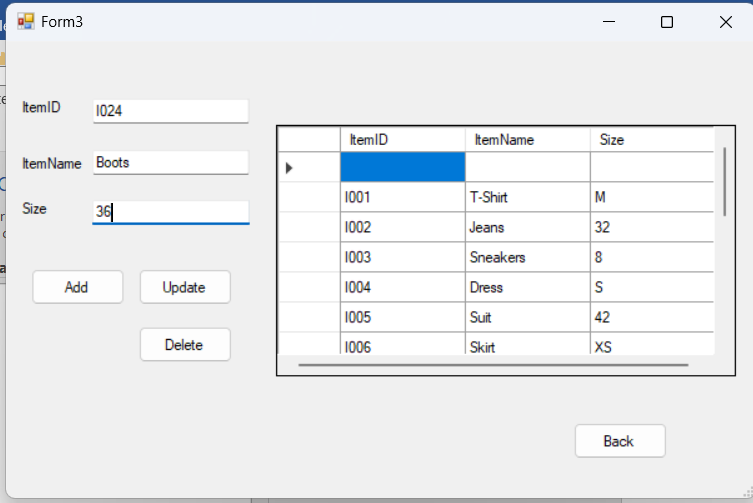 Form3
ItemID I024
ItemName Boots
Size 36
Add Update
Delete
ItemID ItemName Size
I001 T-Shirt M
I002 Jeans 32
I003 Sneakers 8
I004 Dress S
I005 Suit 42
I006 Skirt XS
Back